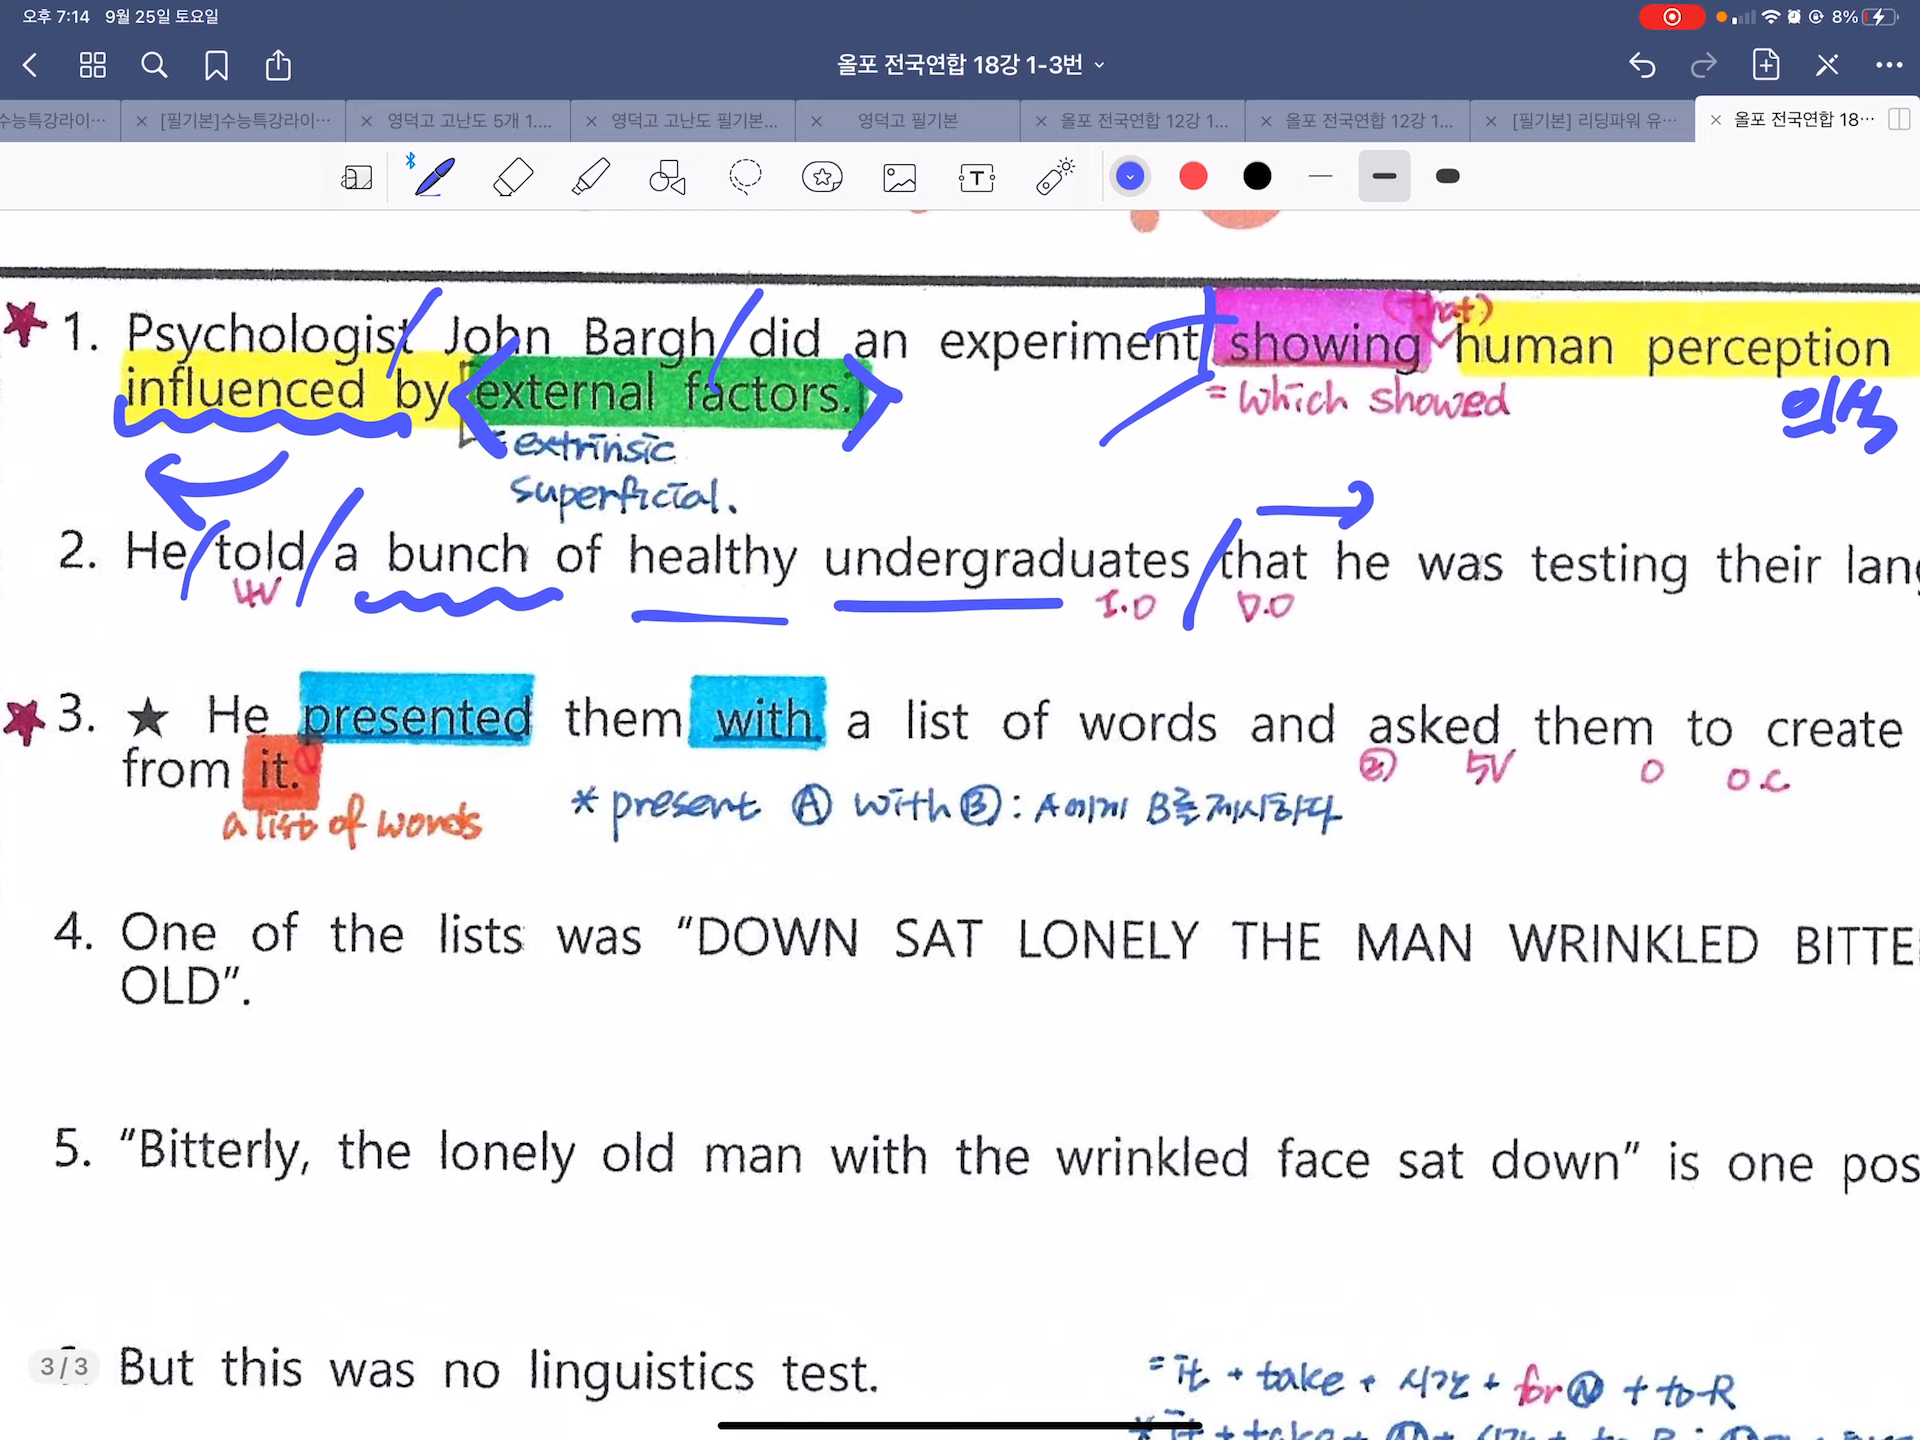 오후 7:14 9월 25일 토요일
8%
올포 전국연합 18강 1-3번
수능특강라이…
[필기본]수능특강라이…
영덕고 고난도 5개 1....
영덕고 고난도 필기본...
영덕고 필기본
올포 전국연합 12강 1...
올포 전국연합 12강 1...
[필기본] 리딩파워 유…
올포 전국연합 18…
(that)
1. Psychologist John Bargh did an experiment showing human perception
influenced by external factors.
= which showed
의식
= extrinsic
superficial.
2. He told a bunch of healthy undergraduates that he was testing their lang
4V I.O D.O
3. ★ He presented them with a list of words and asked them to create
② 5V O O.C
from it.
a list of words
* present Ⓐ with Ⓑ : A에게 B를 제시하다
4. One of the lists was “DOWN SAT LONELY THE MAN WRINKLED BITTE
OLD”.
5. “Bitterly, the lonely old man with the wrinkled face sat down” is one pos
3/3
But this was no linguistics test.
= it + take + 시간 + for Ⓝ + to-R